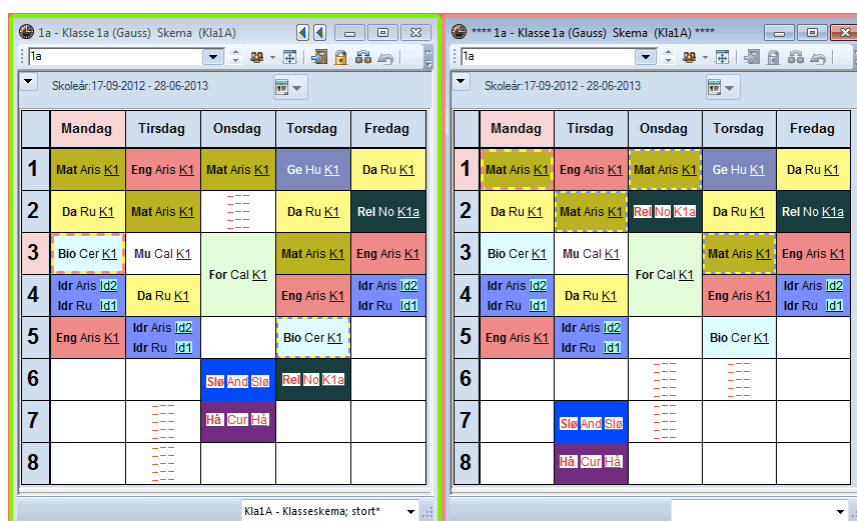 1a - Klasse 1a (Gauss) Skema (Kla1A)
1a
Skoleår:17-09-2012 - 28-06-2013
18
Mandag Tirsdag Onsdag Torsdag Fredag
1 Mat Aris K1 Eng Aris K1 Mat Aris K1 Ge Hu K1 Da Ru K1
2 Da Ru K1 Mat Aris K1 Da Ru K1 Rel No K1a
3 Bio Cer K1 Mu Cal K1 For Cal K1 Mat Aris K1 Eng Aris K1
4 Idr Aris Id2 Da Ru K1 Eng Aris K1 Idr Aris Id2
Idr Ru Id1 Idr Ru Id1
5 Eng Aris K1 Idr Aris Id2 Bio Cer K1
Idr Ru Id1
6 Slø And Slø Rel No K1a
7 Hå Cur Hå
8
Kla1A - Klasseskema; stort*
**** 1a - Klasse 1a (Gauss) Skema (Kla1A) ****
1a
Skoleår:17-09-2012 - 28-06-2013
18
Mandag Tirsdag Onsdag Torsdag Fredag
1 Mat Aris K1 Eng Aris K1 Mat Aris K1 Ge Hu K1 Da Ru K1
2 Da Ru K1 Mat Aris K1 Rel No K1a Da Ru K1 Rel No K1a
3 Bio Cer K1 Mu Cal K1 For Cal K1 Mat Aris K1 Eng Aris K1
4 Idr Aris Id2 Da Ru K1 Eng Aris K1 Idr Aris Id2
Idr Ru Id1 Idr Ru Id1
5 Eng Aris K1 Idr Aris Id2 Bio Cer K1
Idr Ru Id1
6
7 Slø And Slø
8 Hå Cur Hå